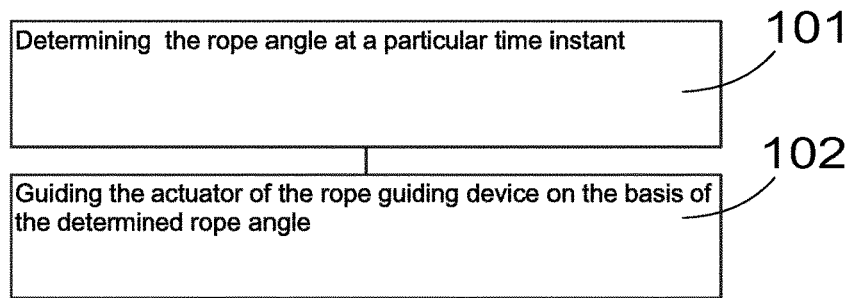 Determining the rope angle at a particular time instant
101
Guiding the actuator of the rope guiding device on the basis of
the determined rope angle
102